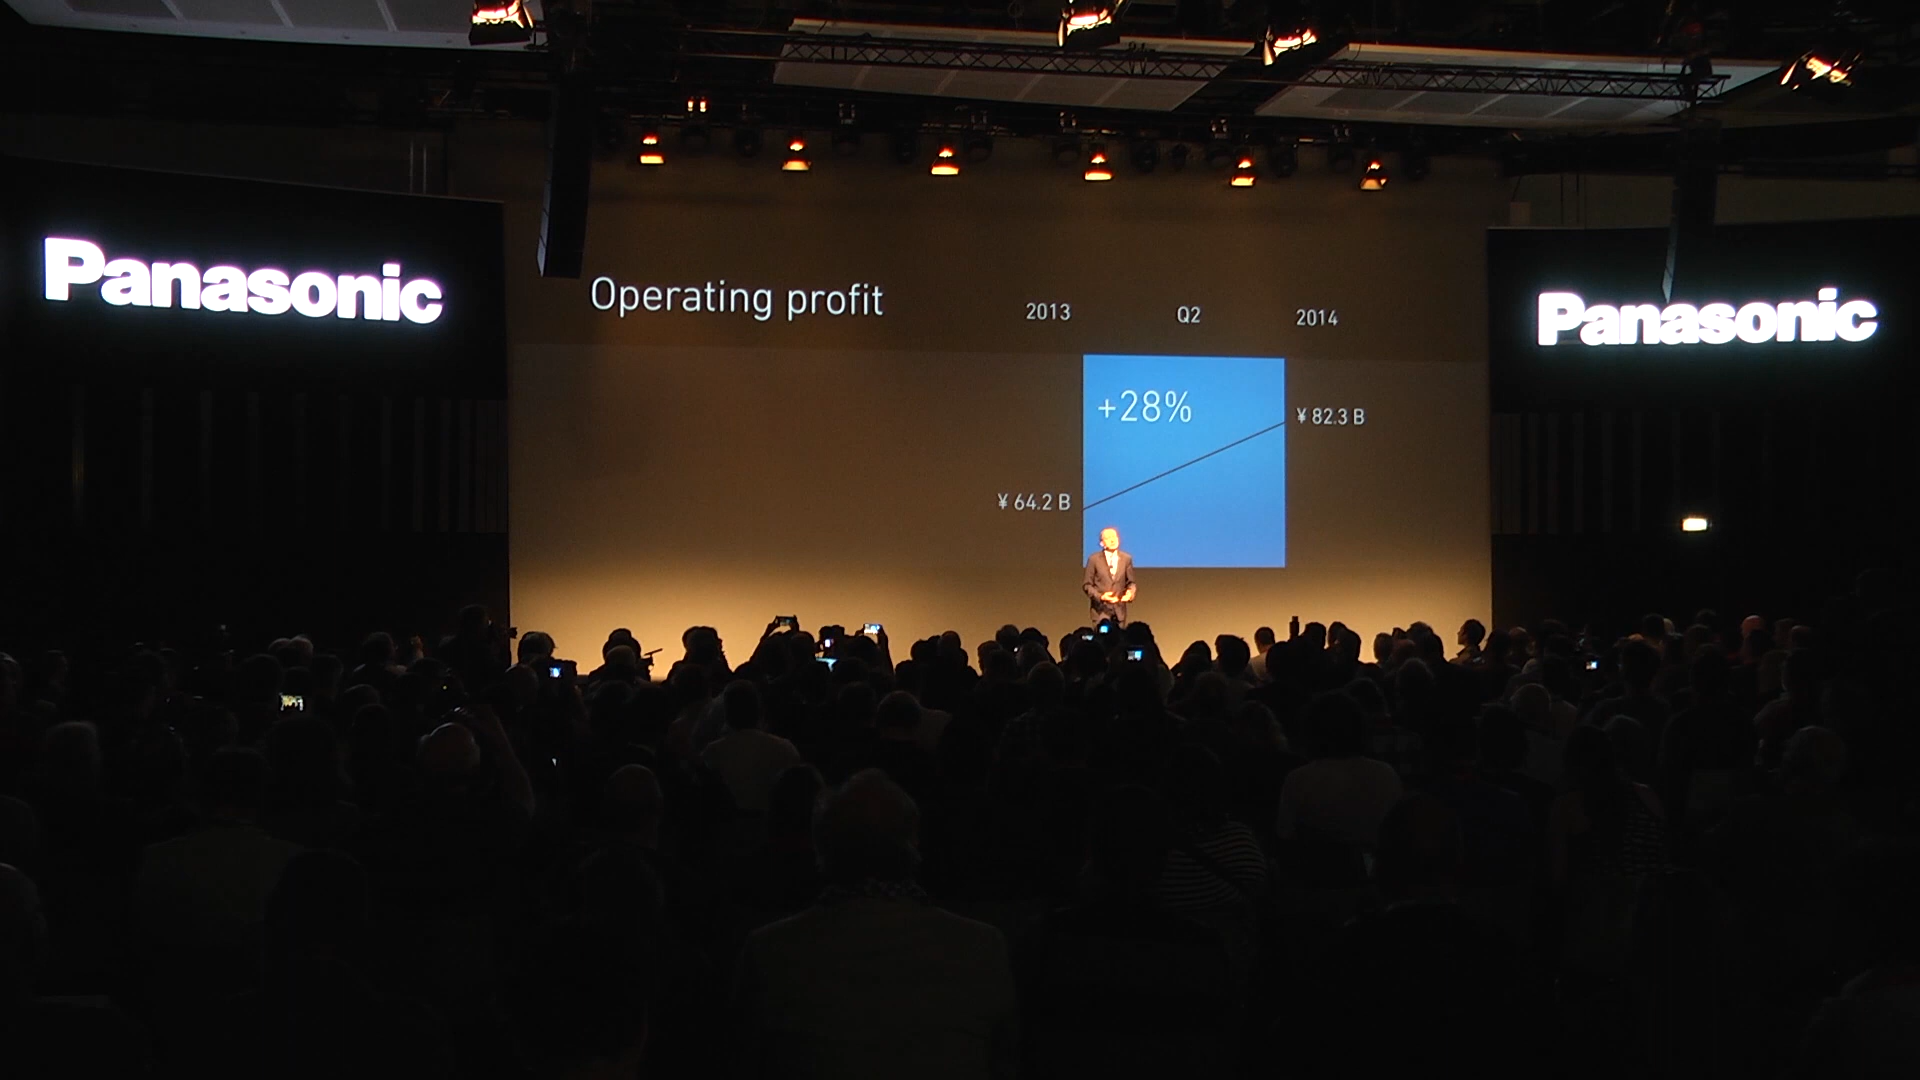 Panasonic
Operating profit
2013 Q2 2014
+28%
¥ 82.3 B
¥ 64.2 B
Panasonic